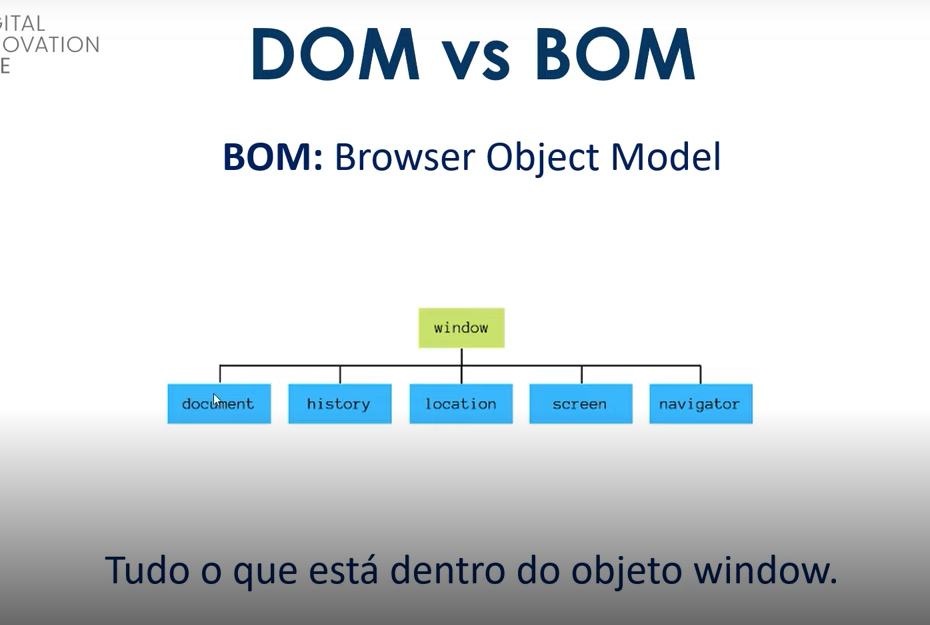 GITAL
OVATION
E
DOM vs BOM
BOM: Browser Object Model
window
document history location screen navigator
Tudo o que está dentro do objeto window.